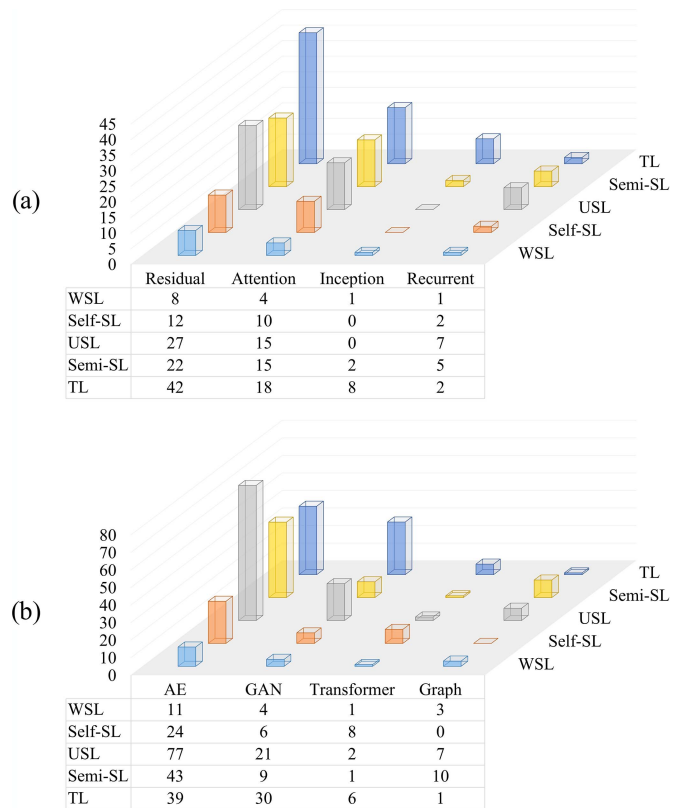 (a)
45
40
35
30
25
20
15
10
5
0
TL
Semi-SL
USL
Self-SL
WSL
Residual Attention Inception Recurrent
WSL 8 4 1 1
Self-SL 12 10 0 2
USL 27 15 0 7
Semi-SL 22 15 2 5
TL 42 18 8 2
(b)
80
70
60
50
40
30
20
10
0
TL
Semi-SL
USL
Self-SL
WSL
AE GAN Transformer Graph
WSL 11 4 1 3
Self-SL 24 6 8 0
USL 77 21 2 7
Semi-SL 43 9 1 10
TL 39 30 6 1